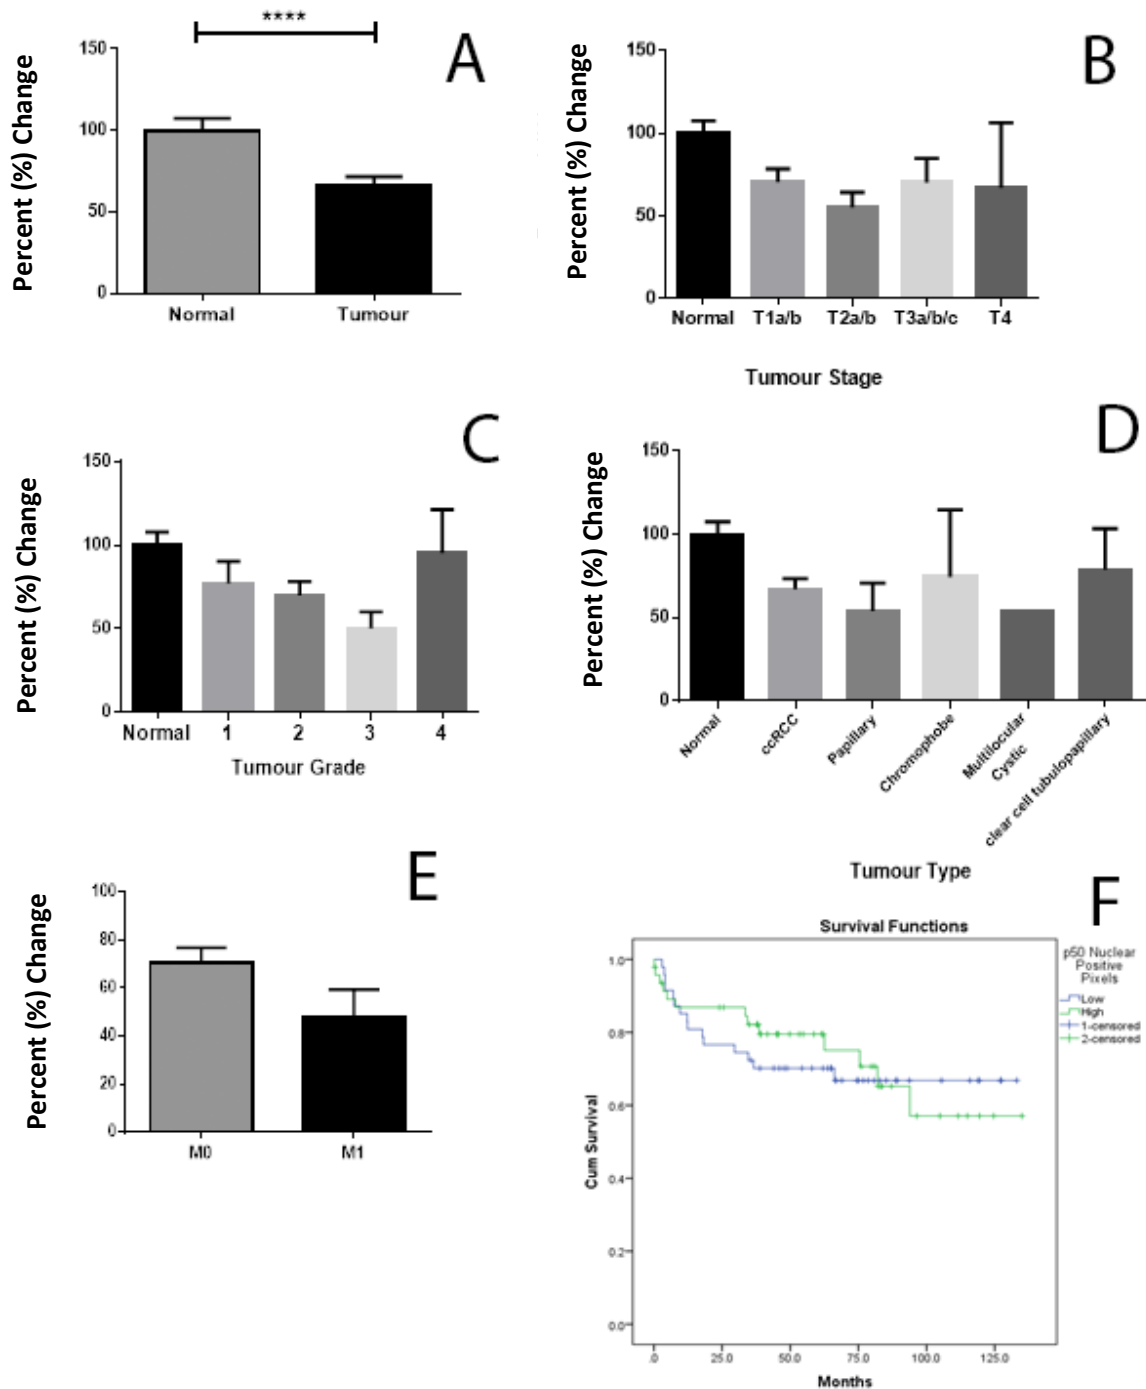 ****
A
Percent (%) Change
150
100
50
0
Normal Tumour
B
Percent (%) Change
150
100
50
0
Normal T1a/b T2a/b T3a/b/c T4
Tumour Stage
C
Percent (%) Change
150
100
50
0
Normal 1 2 3 4
Tumour Grade
D
Percent (%) Change
150
100
50
0
Normal
ccRCC
Papillary
Chromophobe
Multilocular
Cystic
clear cell tubulopapillary
Tumour Type
E
Percent (%) Change
100
80
60
40
20
0
M0 M1
F
Survival Functions
Cum Survival
1.0
0.8
0.6
0.4
0.2
0.0
.0 25.0 50.0 75.0 100.0 125.0
Months
p50 Nuclear
Positive
Pixels
Low
High
1-censored
2-censored